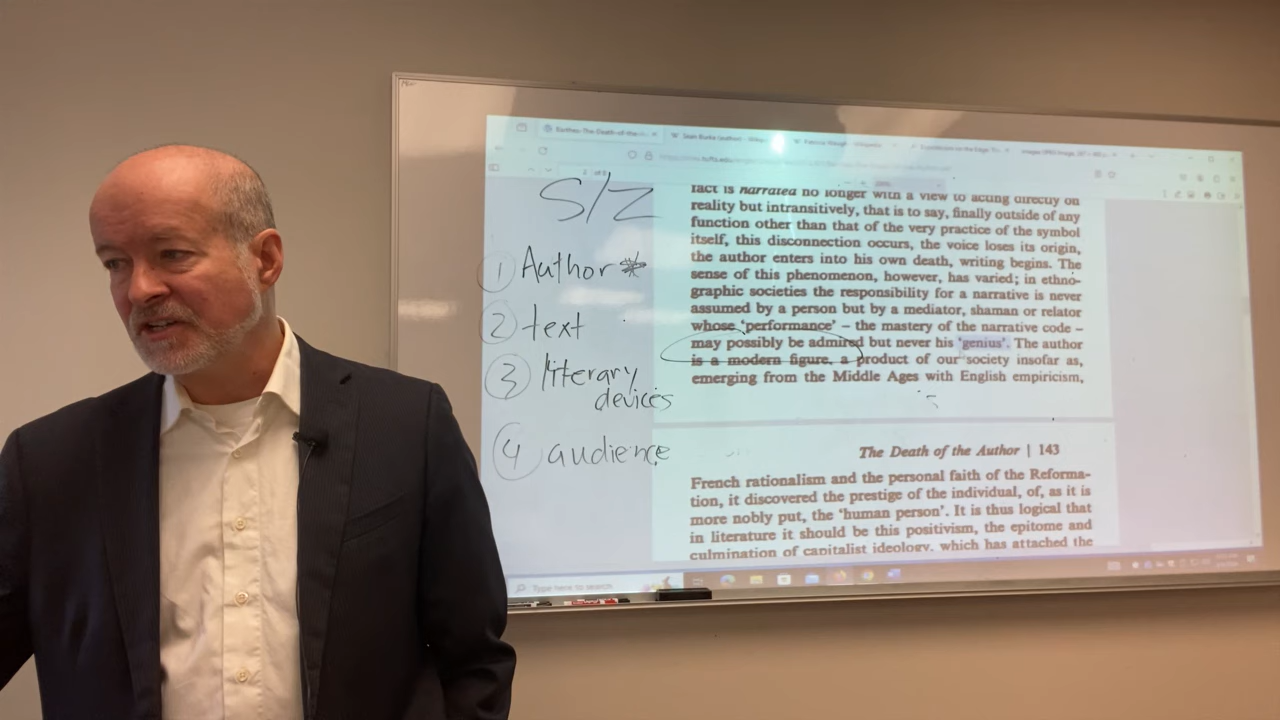 S/Z
1 Author *
2 text
3 literary
devices
4 audience
fact is narrated no longer with a view to acting directly on
reality but intransitively, that is to say, finally outside of any
function other than that of the very practice of the symbol
itself, this disconnection occurs, the voice loses its origin,
the author enters into his own death, writing begins. The
sense of this phenomenon, however, has varied; in ethno-
graphic societies the responsibility for a narrative is never
assumed by a person but by a mediator, shaman or relator
whose 'performance' – the mastery of the narrative code –
may possibly be admired but never his 'genius'. The author
is a modern figure, a product of our society insofar as,
emerging from the Middle Ages with English empiricism,
The Death of the Author | 143
French rationalism and the personal faith of the Reforma-
tion, it discovered the prestige of the individual, of, as it is
more nobly put, the 'human person'. It is thus logical that
in literature it should be this positivism, the epitome and
culmination of capitalist ideology, which has attached the
Type here to search